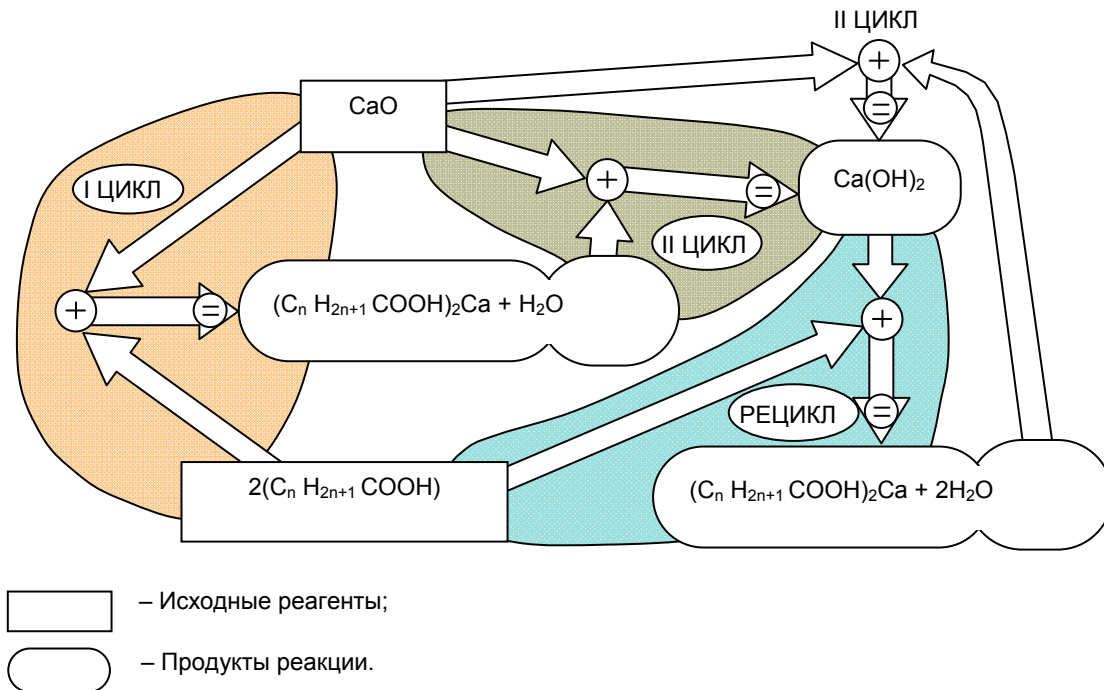 II ЦИКЛ
+
=
CaO
I ЦИКЛ
+
=
Ca(OH)₂
II ЦИКЛ
+
=
(Cₙ H₂ₙ₊₁ COOH)₂Ca + H₂O
+
РЕЦИКЛ
=
2(Cₙ H₂ₙ₊₁ COOH)
(Cₙ H₂ₙ₊₁ COOH)₂Ca + 2H₂O
– Исходные реагенты;
– Продукты реакции.